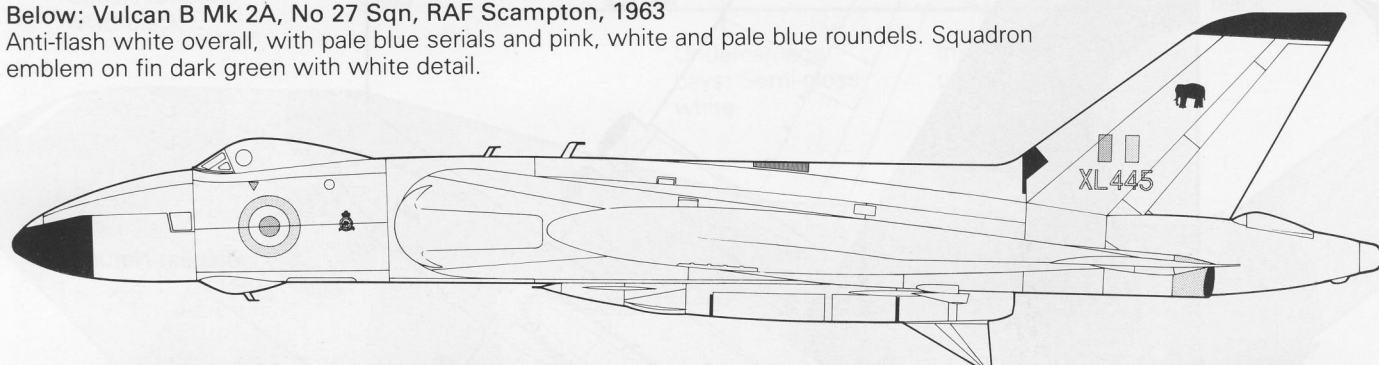 Below: Vulcan B Mk 2A, No 27 Sqn, RAF Scampton, 1963
Anti-flash white overall, with pale blue serials and pink, white and pale blue roundels. Squadron
emblem on fin dark green with white detail.
XL445